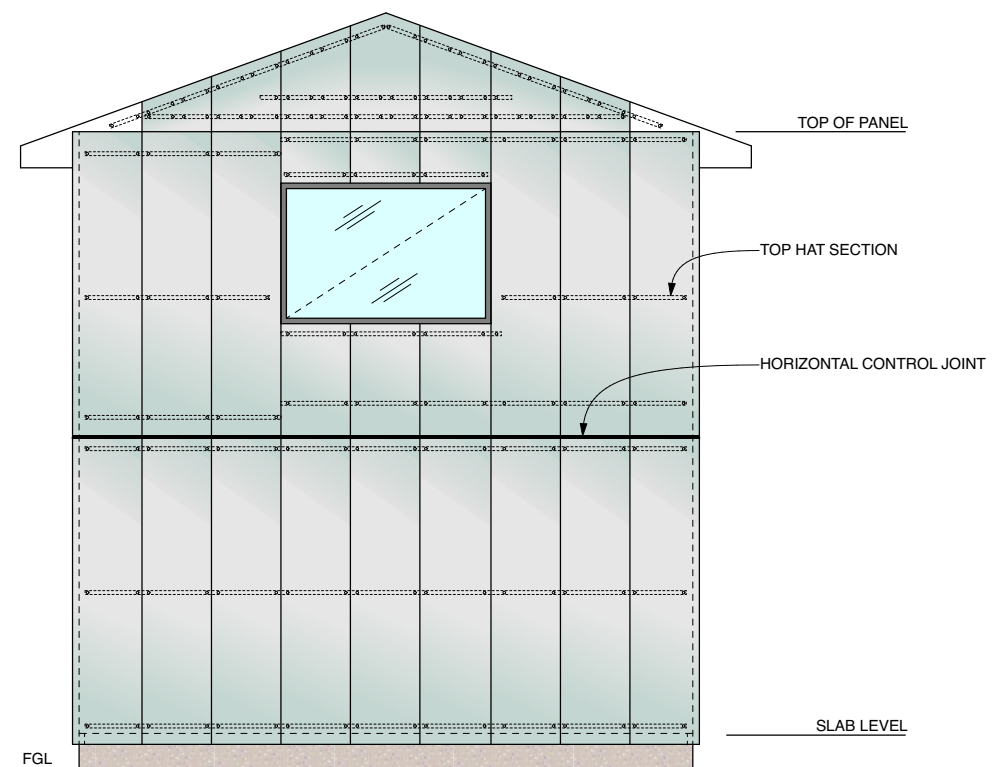 TOP OF PANEL
TOP HAT SECTION
HORIZONTAL CONTROL JOINT
SLAB LEVEL
FGL